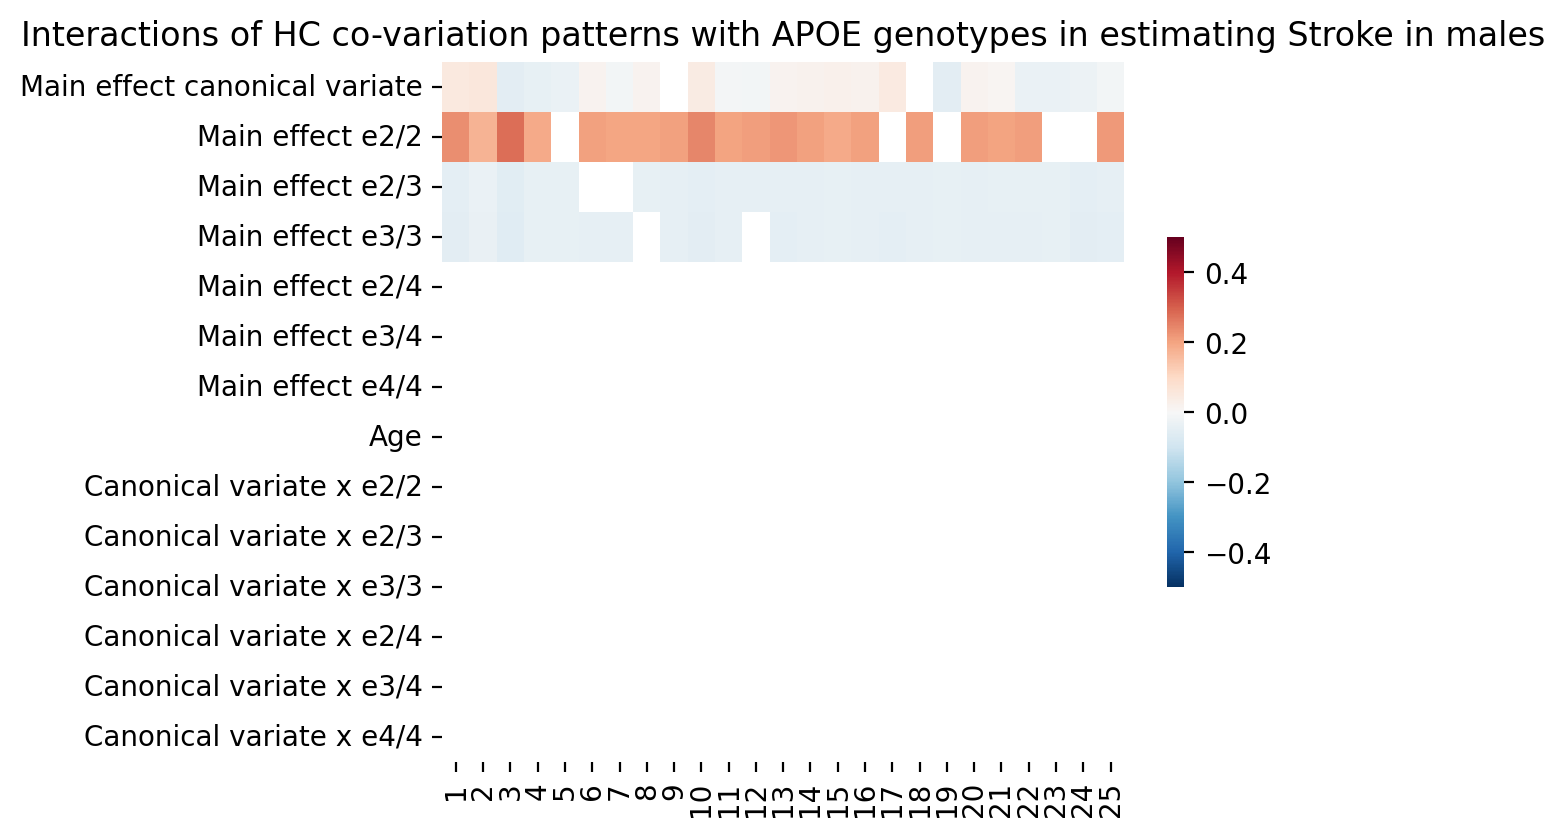 Interactions of HC co-variation patterns with APOE genotypes in estimating Stroke in males
Main effect canonical variate
Main effect e2/2
Main effect e2/3
Main effect e3/3
Main effect e2/4
Main effect e3/4
Main effect e4/4
Age
Canonical variate x e2/2
Canonical variate x e2/3
Canonical variate x e3/3
Canonical variate x e2/4
Canonical variate x e3/4
Canonical variate x e4/4
1 2 3 4 5 6 7 8 9 10 11 12 13 14 15 16 17 18 19 20 21 22 23 24 25
0.4
0.2
0.0
−0.2
−0.4